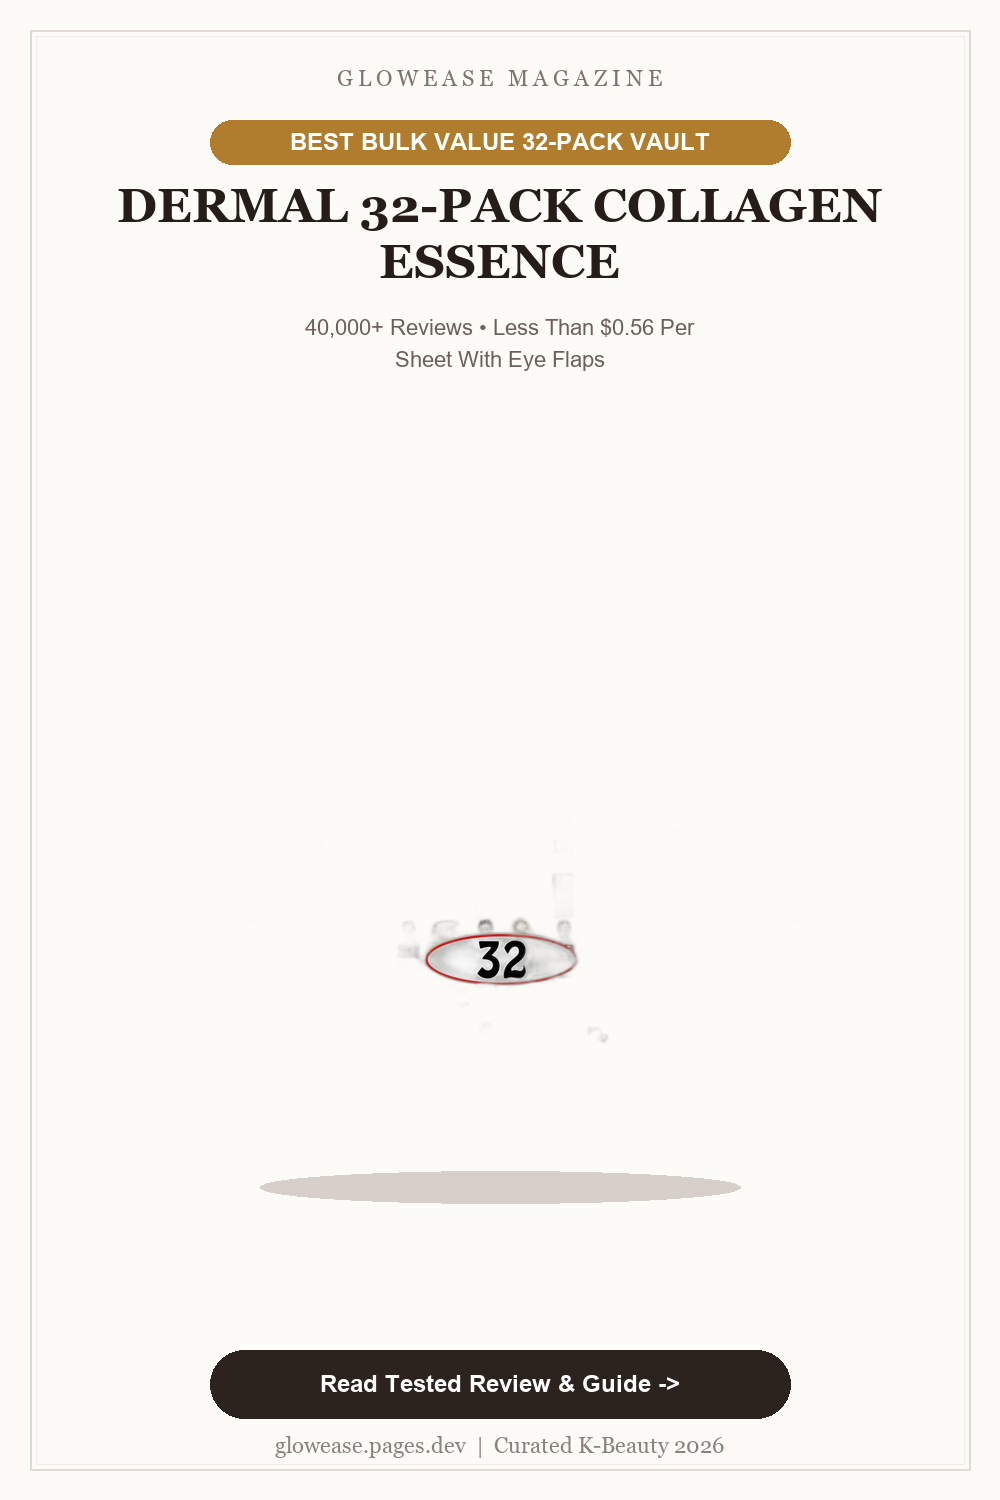 GLOWEASE MAGAZINE
BEST BULK VALUE 32-PACK VAULT
DERMAL 32-PACK COLLAGEN
ESSENCE
40,000+ Reviews • Less Than $0.56 Per
Sheet With Eye Flaps
32
Read Tested Review & Guide ->
glowease.pages.dev | Curated K-Beauty 2026